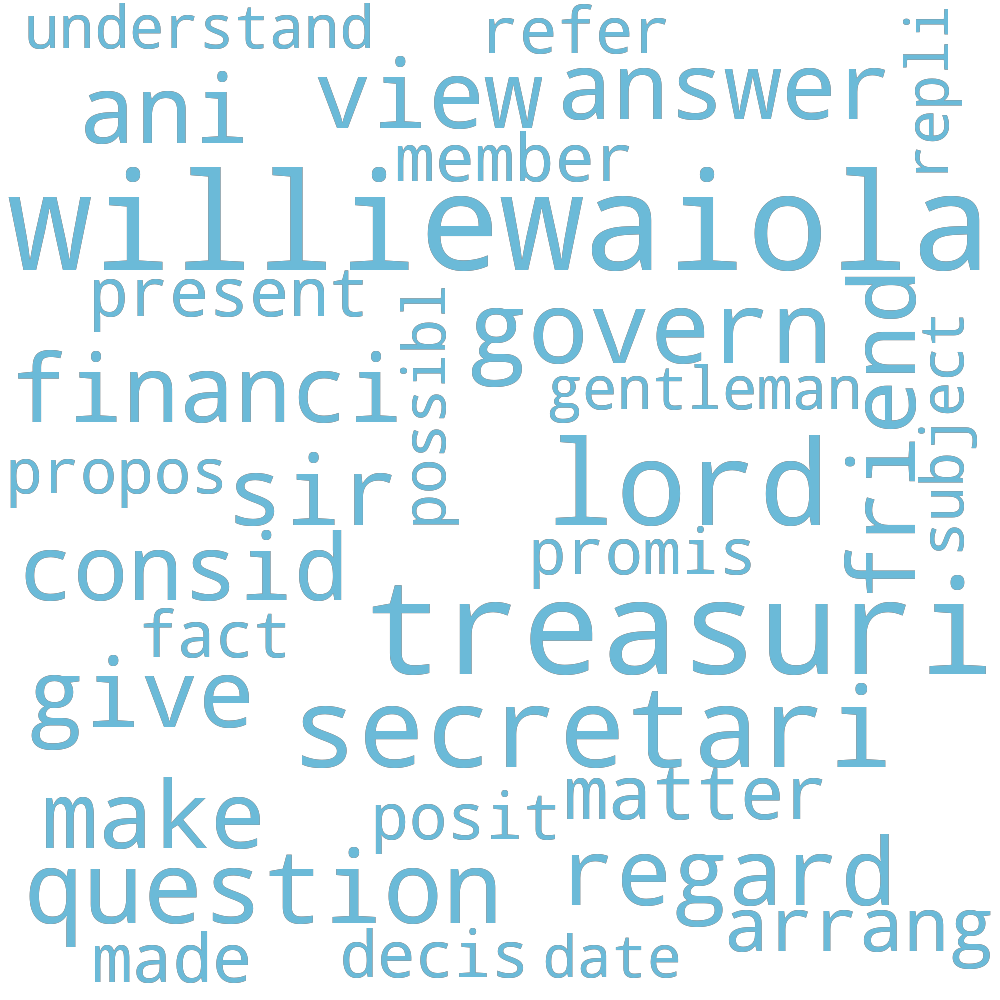 understand
refer
repli
ani
view
answer
member
williewaiola
present
possibl
govern
friend
financi
gentleman
subject
propos
sir
lord
consid
promis
treasuri
fact
give
secretari
make
posit
matter
question
regard
arrang
made
decis
date